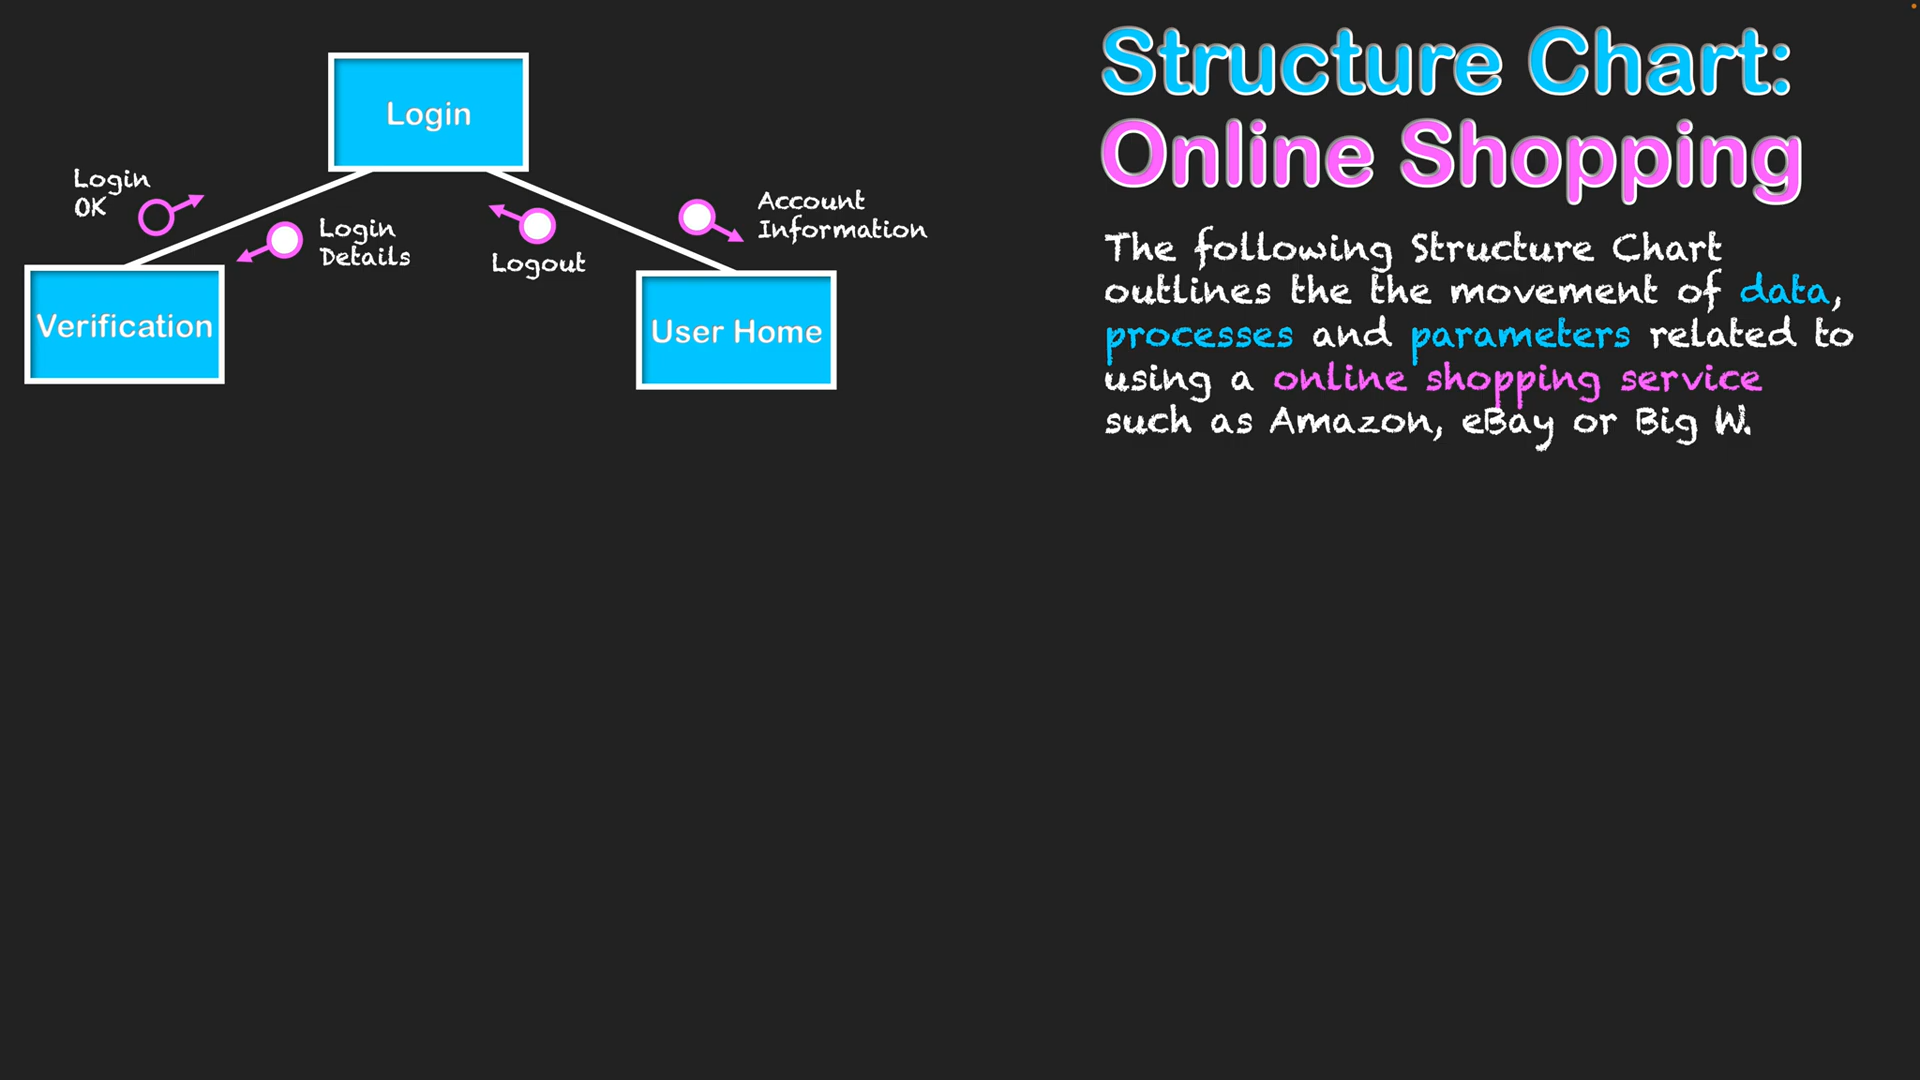 Structure Chart:
Online Shopping
The following Structure Chart
outlines the the movement of data,
processes and parameters related to
using a online shopping service
such as Amazon, eBay or Big W.
Login
Login
OK
Login
Details
Logout
Account
Information
Verification
User Home